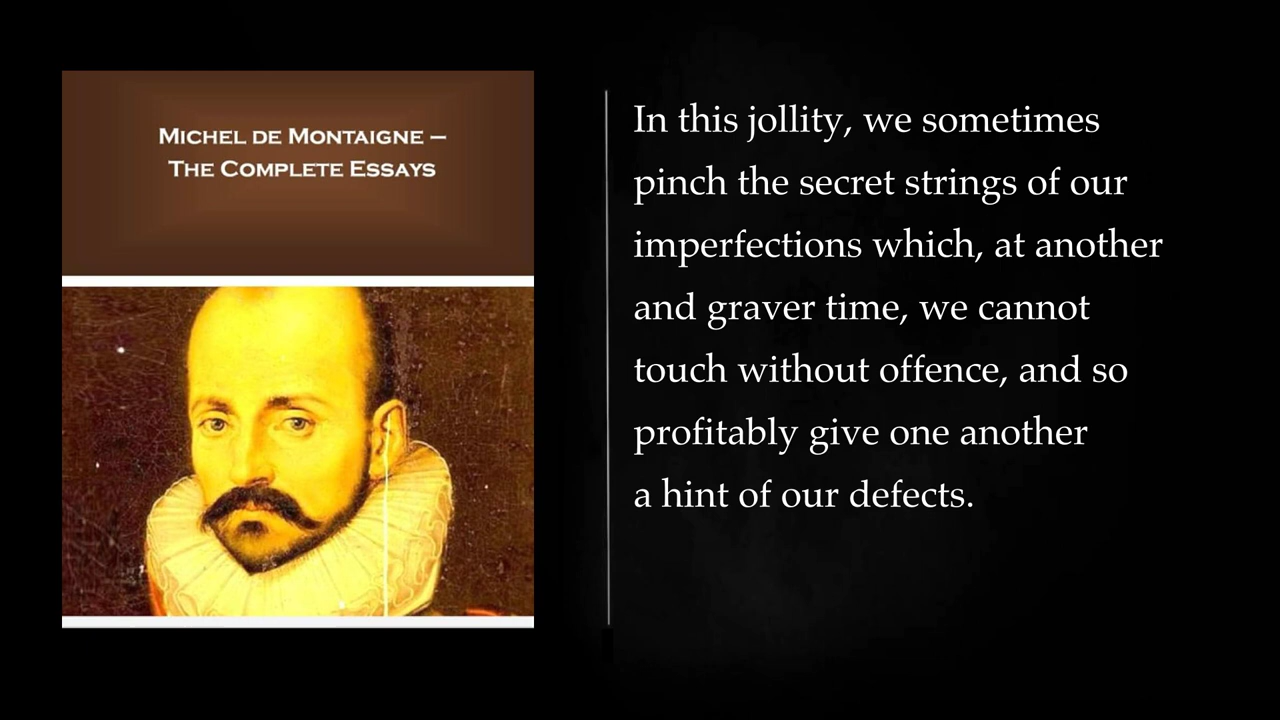 MICHEL DE MONTAIGNE –
THE COMPLETE ESSAYS
In this jollity, we sometimes
pinch the secret strings of our
imperfections which, at another
and graver time, we cannot
touch without offence, and so
profitably give one another
a hint of our defects.